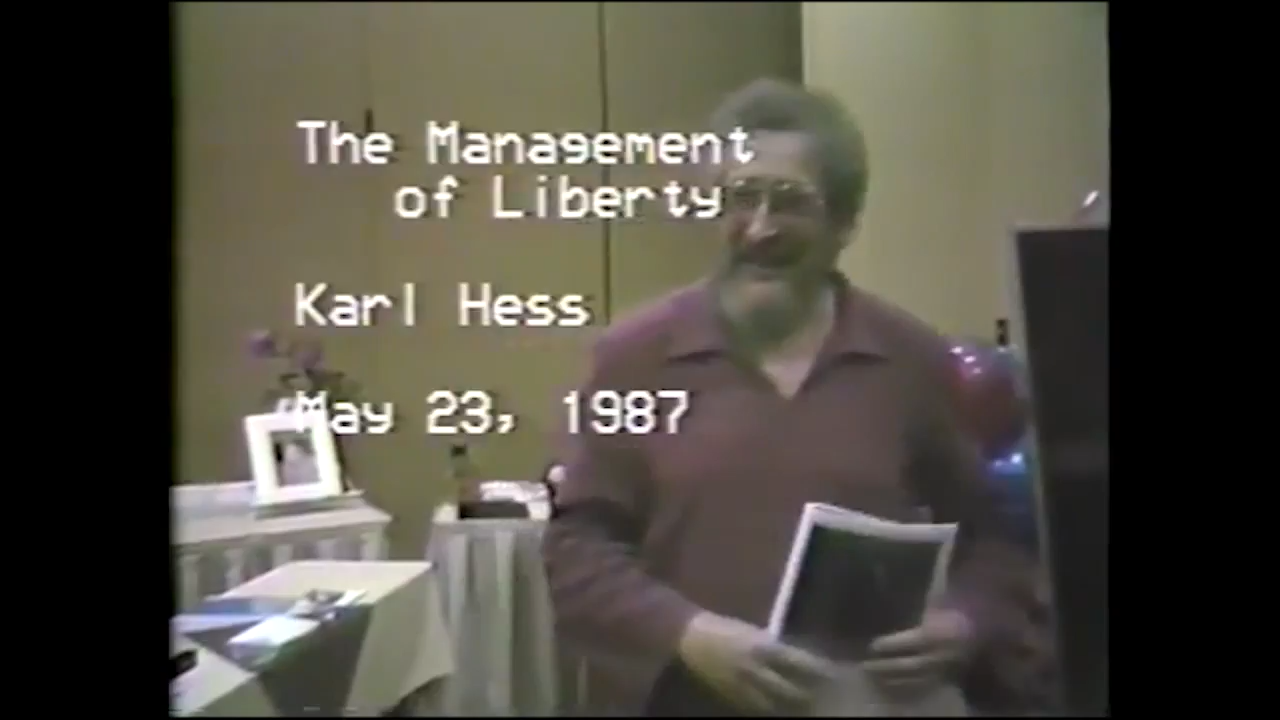 The Management
of Liberty
Karl Hess
May 23, 1987